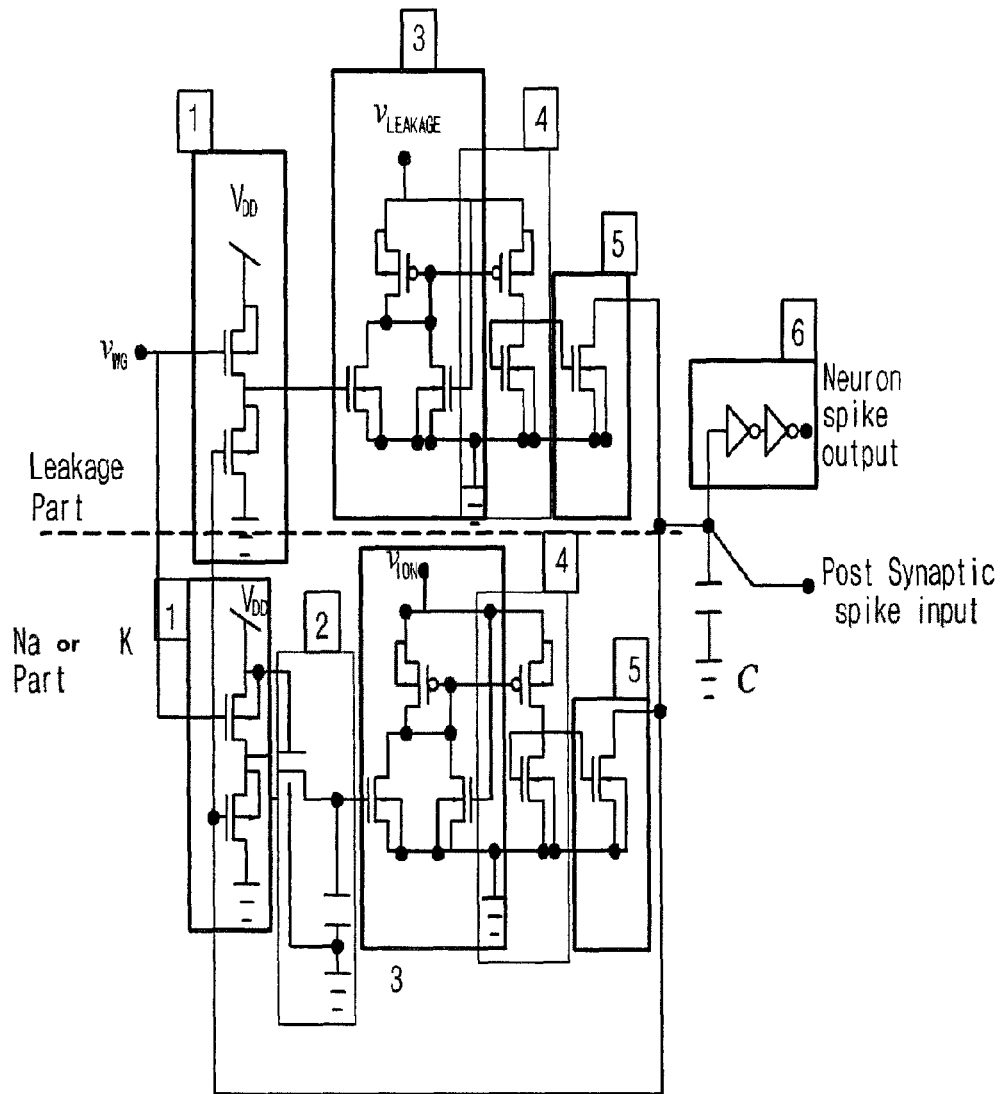 3
1
4
V_LEAKAGE
V_DD
5
6
V_MG
Neuron
spike
output
Leakage
Part
V_ION
4
Post Synaptic
spike input
1
V_DD
2
Na or K
Part
5
C
3